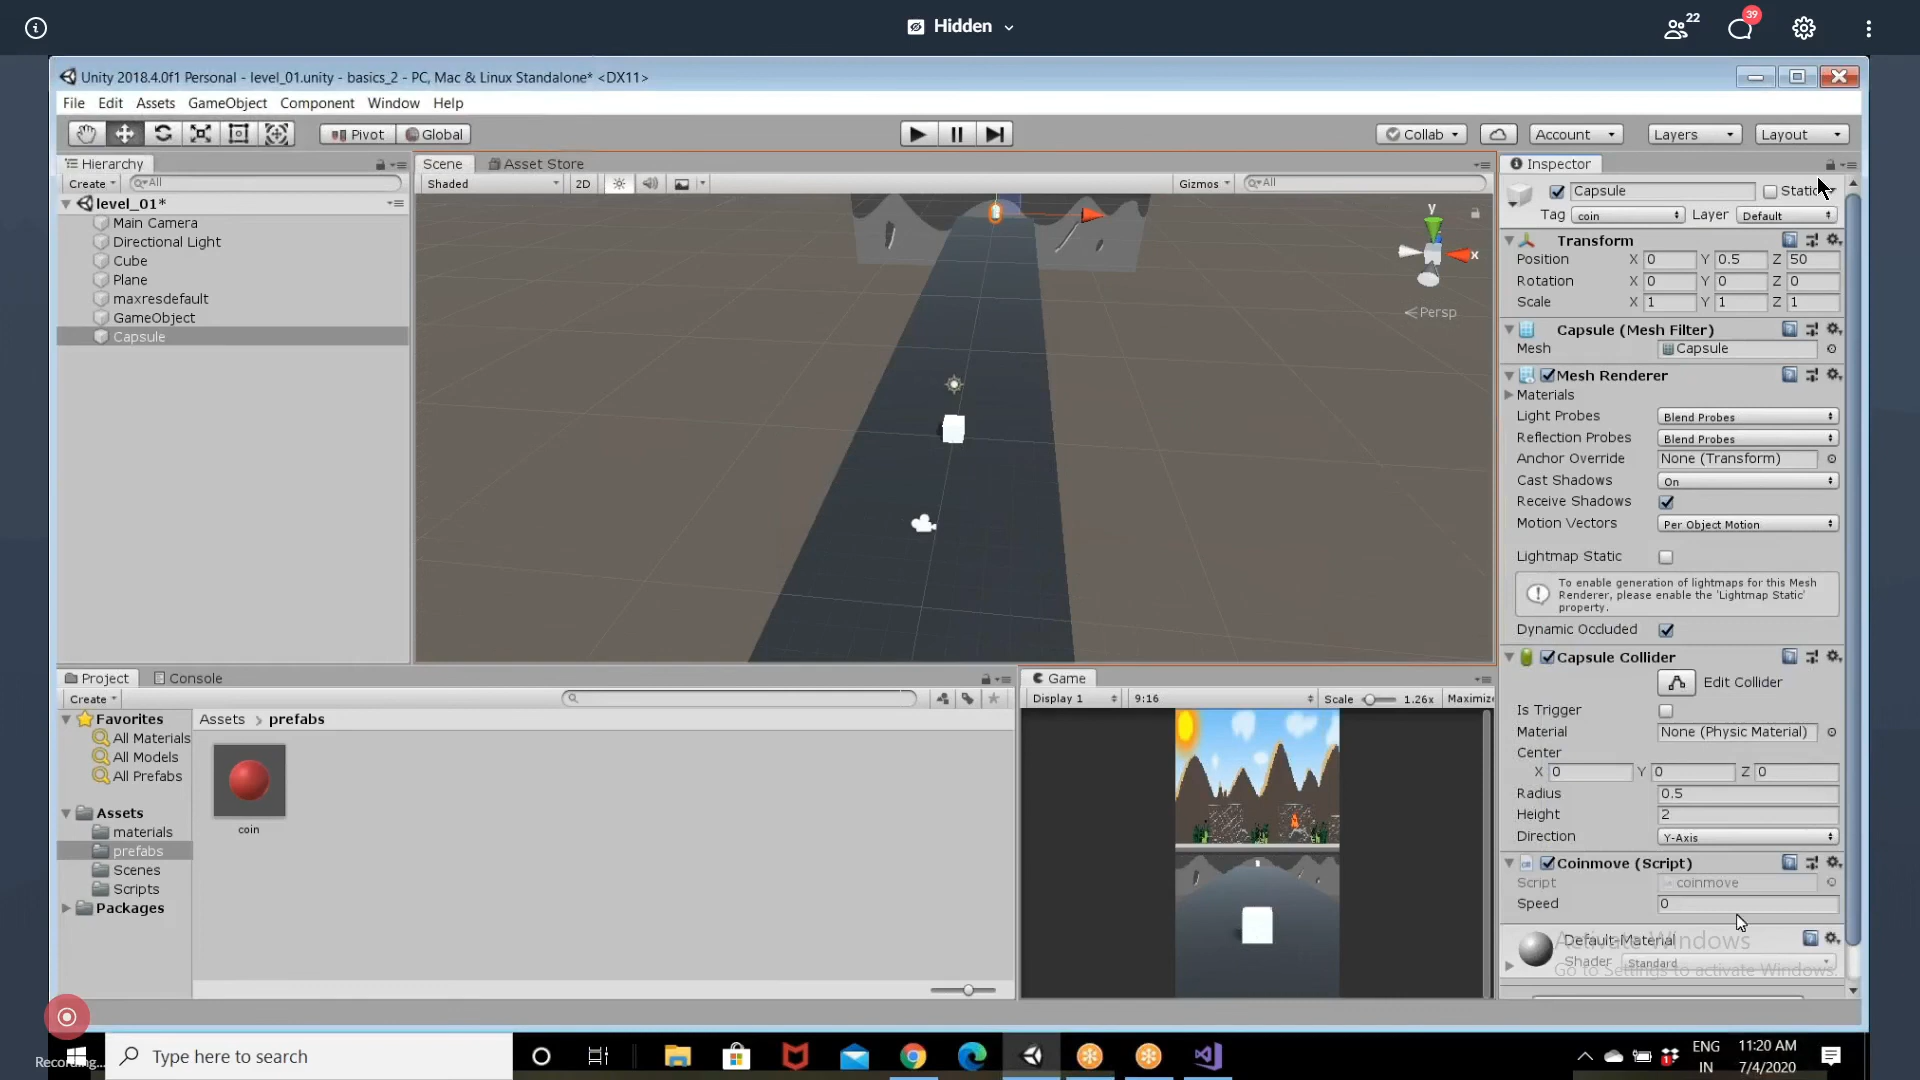 Hidden
22
39
Unity 2018.4.0f1 Personal - level_01.unity - basics_2 - PC, Mac & Linux Standalone* <DX11>
File Edit Assets GameObject Component Window Help
Pivot Global Collab Account Layers Layout
Hierarchy
Create All
level_01*
Main Camera
Directional Light
Cube
Plane
maxresdefault
GameObject
Capsule
Scene Asset Store
Shaded 2D Gizmos All
y
x
Persp
Inspector
Capsule Static
Tag coin Layer Default
Transform
Position X 0 Y 0.5 Z 50
Rotation X 0 Y 0 Z 0
Scale X 1 Y 1 Z 1
Capsule (Mesh Filter)
Mesh Capsule
Mesh Renderer
Materials
Light Probes Blend Probes
Reflection Probes Blend Probes
Anchor Override None (Transform)
Cast Shadows On
Receive Shadows
Motion Vectors Per Object Motion
Lightmap Static
To enable generation of lightmaps for this Mesh
Renderer, please enable the 'Lightmap Static'
property.
Dynamic Occluded
Capsule Collider
Edit Collider
Is Trigger
Material None (Physic Material)
Center
X 0 Y 0 Z 0
Radius 0.5
Height 2
Direction Y-Axis
Coinmove (Script)
Script coinmove
Speed 0
Default-Material
Shader Standard
Activate Windows
Go to Settings to activate Windows.
Project Console
Create
Favorites
All Materials
All Models
All Prefabs
Assets
materials
prefabs
Scenes
Scripts
Packages
Assets > prefabs
coin
Game
Display 1 9:16 Scale 1.26x Maximiz
Recording...
Type here to search
ENG
IN
11:20 AM
7/4/2020